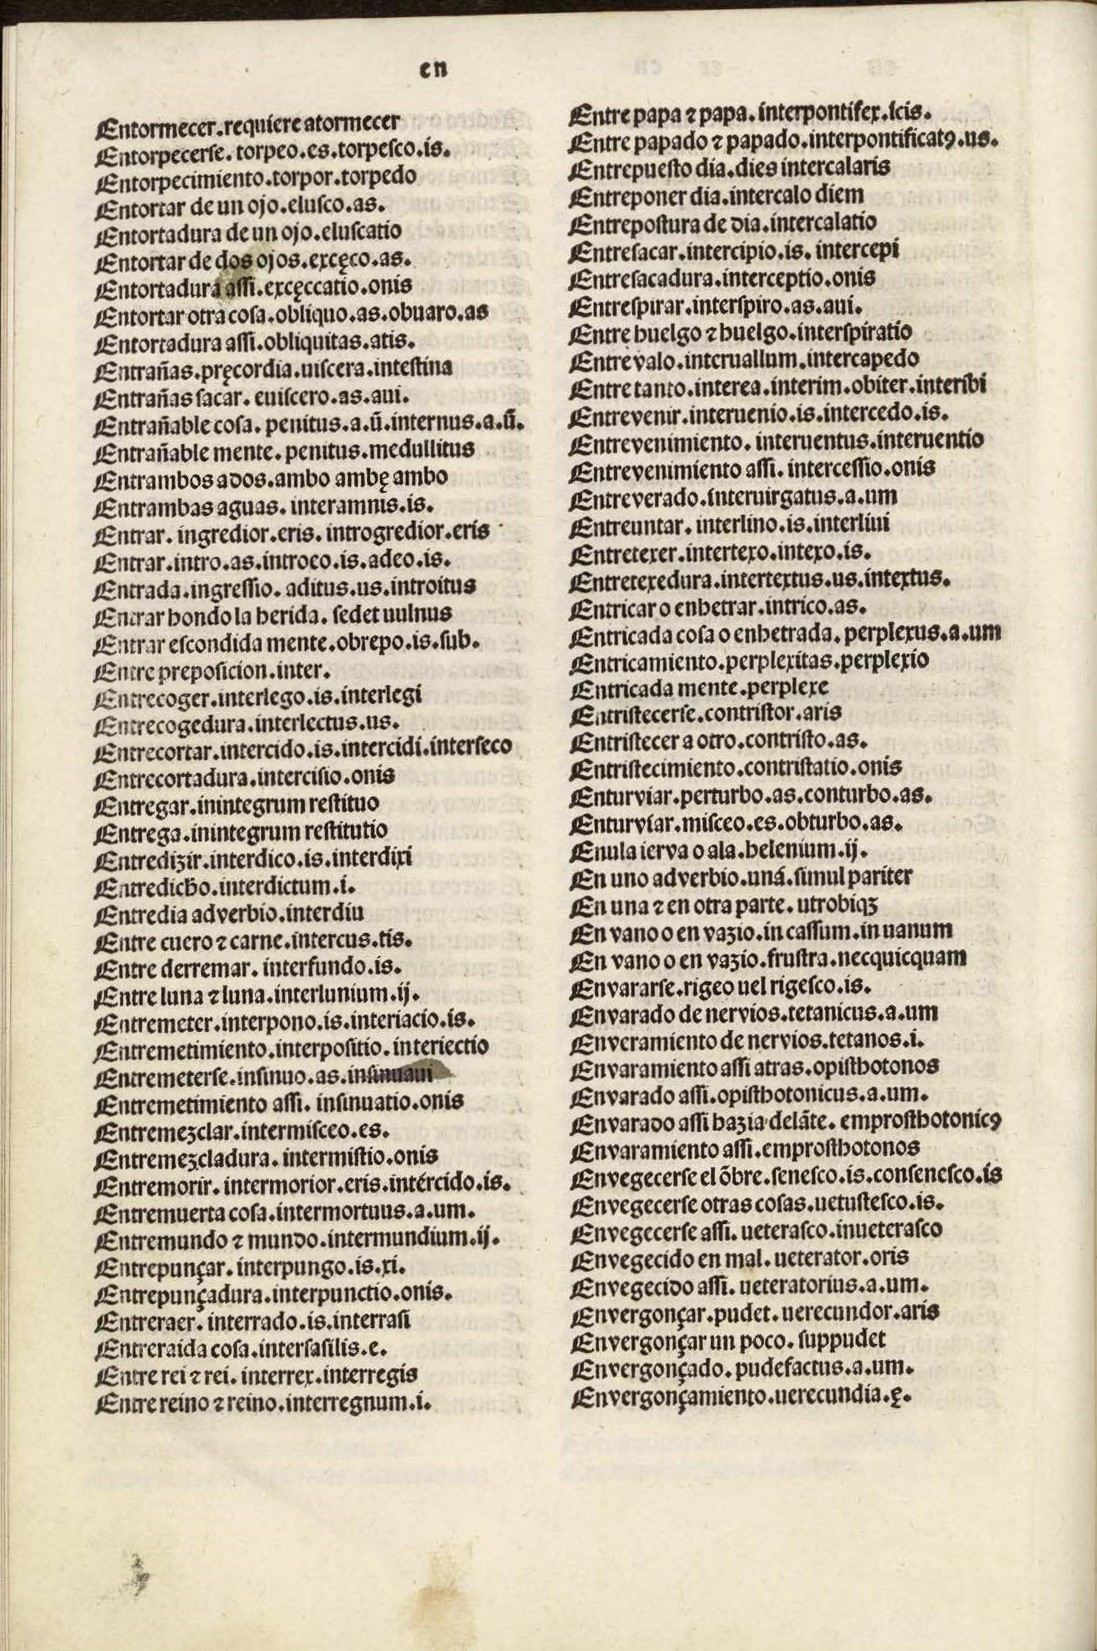 en
Entormecer.requiere atormecer
Entorpecerse.torpeo.es.torpesco.is.
Entorpecimiento.torpor.torpedo
Entortar de un ojo.elusco.as.
Entortadura de un ojo.eluscatio
Entortar de dos ojos.excęco.as.
Entortadura assi.excęccatio.onis
Entortar otra cosa.obliquo.as.obuaro.as
Entortadura assi.obliquitas.atis.
Entrañas.pręcordia.uiscera.intestina
Entrañas sacar.euiscero.as.aui.
Entrañable cosa.penitus.a.ū.internus.a.ū.
Entrañable mente.penitus.medullitus
Entrambos ados.ambo ambę ambo
Entrambas aguas.interamnis.is.
Entrar.ingredior.eris.introgredior.eris
Entrar.intro.as.introeo.is.adeo.is.
Entrada.ingressio.aditus.us.introitus
Entrar hondo la herida.sedet uulnus
Entrar escondida mente.obrepo.is.sub.
Entre preposicion.inter.
Entrecoger.interlego.is.interlegi
Entrecogedura.interlectus.us.
Entrecortar.intercido.is.intercidi.interseco
Entrecortadura.intercisio.onis
Entregar.inintegrum restituo
Entrega.inintegrum restitutio
Entredizir.interdico.is.interdixi
Entredicho.interdictum.i.
Entredia adverbio.interdiu
Entre cuero ⁊ carne.intercus.tis.
Entre derremar.interfundo.is.
Entre luna ⁊ luna.interlunium.ij.
Entremeter.interpono.is.interiacio.is.
Entremetimiento.interpositio.interiectio
Entremeterse.insinuo.as.insinuaui
Entremetimiento assi.insinuatio.onis
Entremezclar.intermisceo.es.
Entremezcladura.intermistio.onis
Entremorir.intermorior.eris.intércido.is.
Entremuerta cosa.intermortuus.a.um.
Entremundo ⁊ mundo.intermundium.ij.
Entrepunçar.interpungo.is.xi.
Entrepunçadura.interpunctio.onis.
Entreraer.interrado.is.interrasi
Entreraida cosa.intersasilis.e.
Entre rei ⁊ rei.interrex.interregis
Entre reino ⁊ reino.interregnum.i.
Entre papa ⁊ papa.interpontifex.icis.
Entre papado ⁊ papado.interpontificatꝰ.us.
Entrepuesto dia.dies intercalaris
Entreponer dia.intercalo diem
Entrepostura de dia.intercalatio
Entresacar.intercipio.is.intercepi
Entresacadura.interceptio.onis
Entrespirar.interspiro.as.aui.
Entre huelgo ⁊ huelgo.interspiratio
Entrevalo.interuallum.intercapedo
Entre tanto.interea.interim.obiter.interibi
Entrevenir.interuenio.is.intercedo.is.
Entrevenimiento.interuentus.interuentio
Entrevenimiento assi.intercessio.onis
Entreverado.interuirgatus.a.um
Entreuntar.interlino.is.interliui
Entretexer.intertexo.intexo.is.
Entretexedura.intertextus.us.intextus.
Entricar o enhetrar.intrico.as.
Entricada cosa o enhetrada.perplexus.a.um
Entricamiento.perplexitas.perplexio
Entricada mente.perplexe
Entristecerse.contristor.aris
Entristecer a otro.contristo.as.
Entristecimiento.contristatio.onis
Enturviar.perturbo.as.conturbo.as.
Enturviar.misceo.es.obturbo.as.
Enula ierva o ala.helenium.ij.
En uno adverbio.uná.simul pariter
En una ⁊ en otra parte.utrobiqꝫ
En vano o en vazio.in cassum.in uanum
En vano o en vazio.frustra.necquicquam
Envararse.rigeo uel rigesco.is.
Envarado de nervios.tetanicus.a.um
Enveramiento de nervios.tetanos.i.
Envaramiento assi atras.opisthotonos
Envarado assi.opisthotonicus.a.um.
Envarado assi hazia delãte.emprosthotonicꝰ
Envaramiento assi.emprosthotonos
Envegecerse el õbre.senesco.is.consenesco.is
Envegecerse otras cosas.uetustesco.is.
Envegecerse assi.ueterasco.inueterasco
Envegecido en mal.ueterator.oris
Envegecido assi.ueteratorius.a.um.
Envergonçar.pudet.uerecundor.aris
Envergonçar un poco.suppudet
Envergonçado.pudefactus.a.um.
Envergonçamiento.uerecundia.ę.